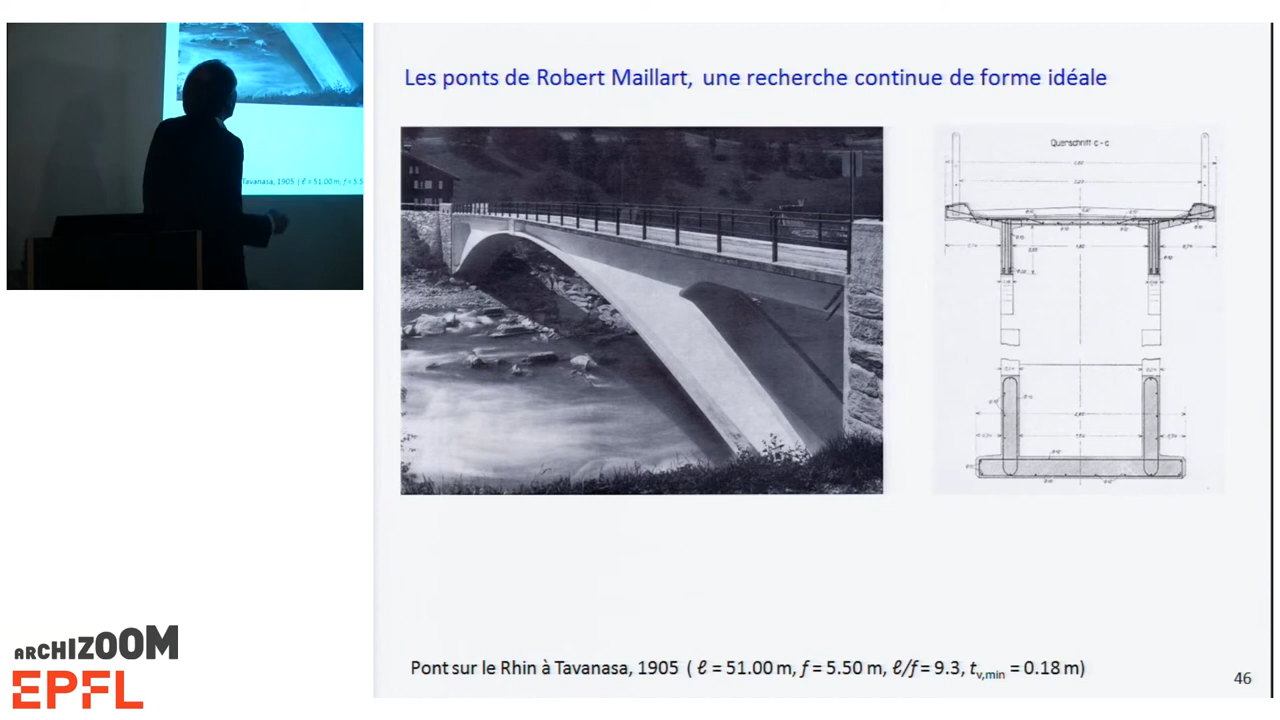 Les ponts de Robert Maillart, une recherche continue de forme idéale
Querschnitt c-c
Tavanasa, 1905 ( ℓ = 51.00 m, f = 5.5
Pont sur le Rhin à Tavanasa, 1905 ( ℓ = 51.00 m, f = 5.50 m, ℓ/f = 9.3, tv,min = 0.18 m)
46
ARCHIZOOM
EPFL